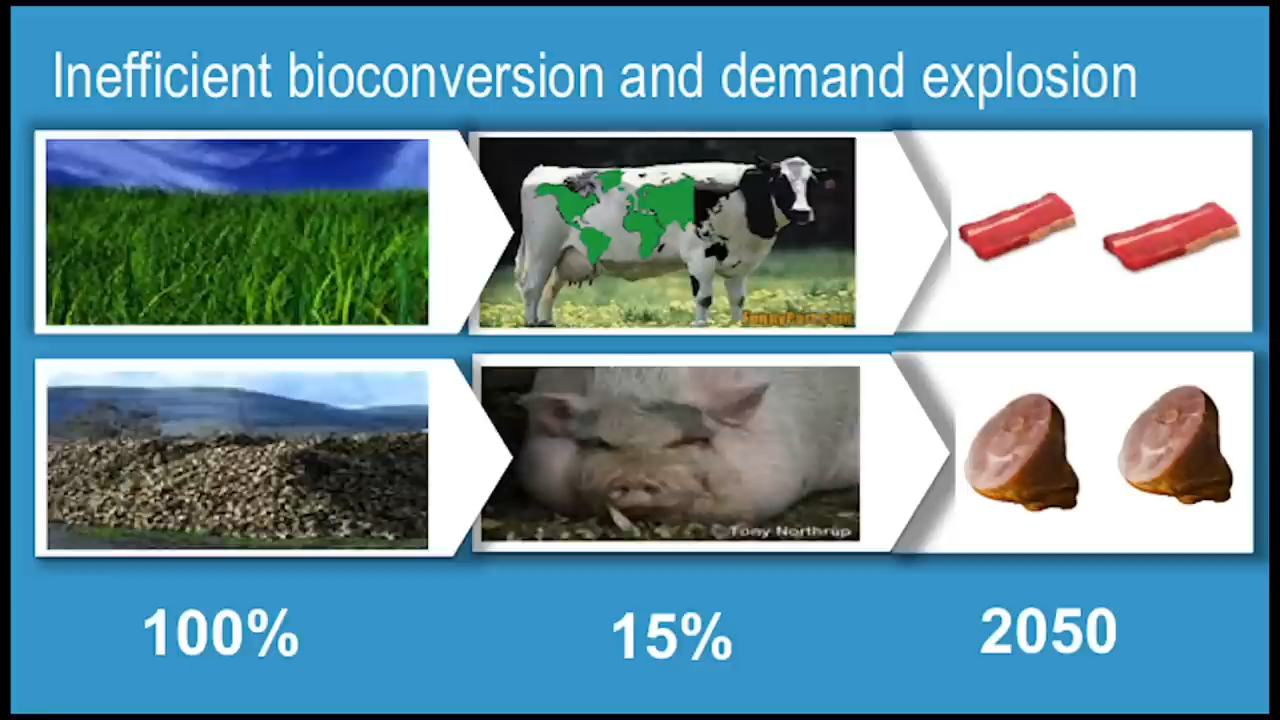 Inefficient bioconversion and demand explosion
© Tony Northrup
100%
15%
2050